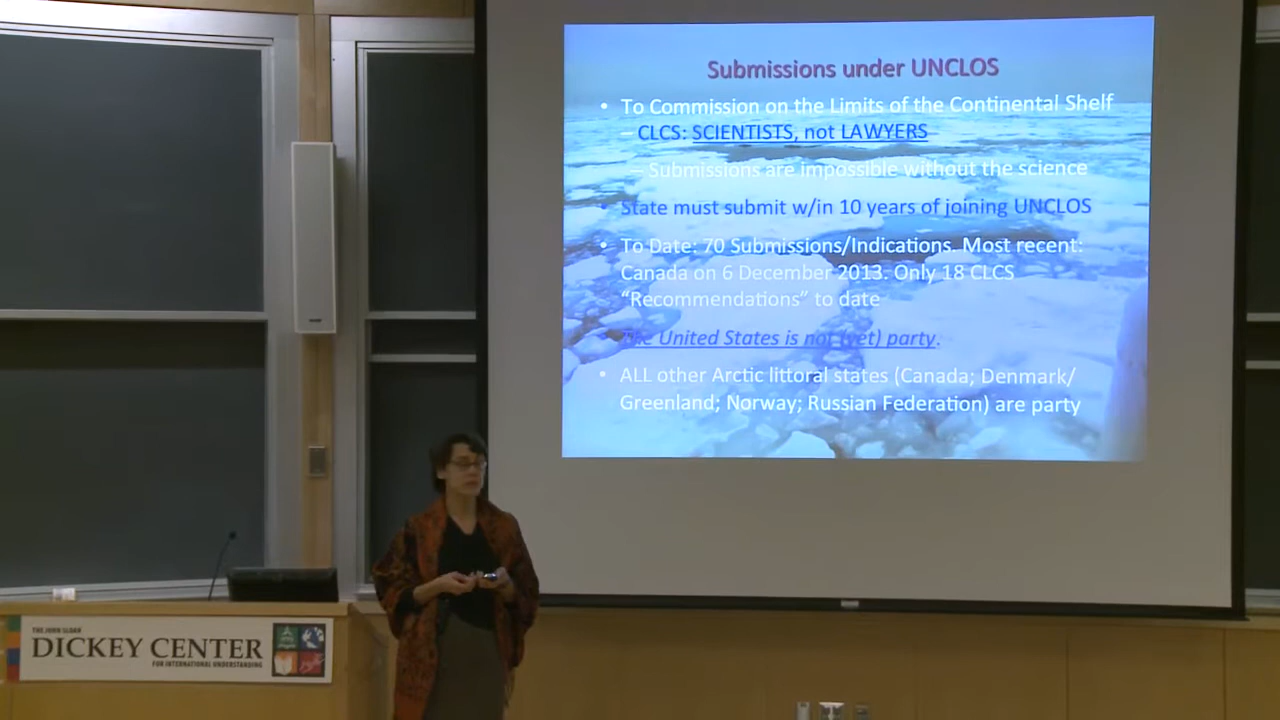 Submissions under UNCLOS
• To Commission on the Limits of the Continental Shelf
– CLCS: SCIENTISTS, not LAWYERS
– Submissions are impossible without the science
• State must submit w/in 10 years of joining UNCLOS
• To Date: 70 Submissions/Indications. Most recent:
Canada on 6 December 2013. Only 18 CLCS
“Recommendations” to date
The United States is not (yet) party.
• ALL other Arctic littoral states (Canada; Denmark/
Greenland; Norway; Russian Federation) are party
THE JOHN SLOAN
DICKEY CENTER
FOR INTERNATIONAL UNDERSTANDING